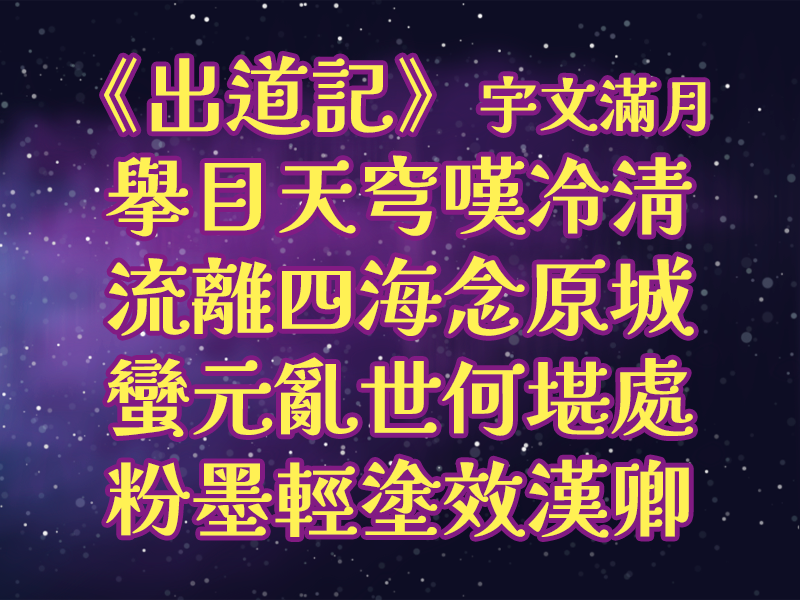 《出道記》 宇文滿月
舉目天穹嘆冷清
流離四海念原城
蠻元亂世何堪處
粉墨輕塗效漢卿